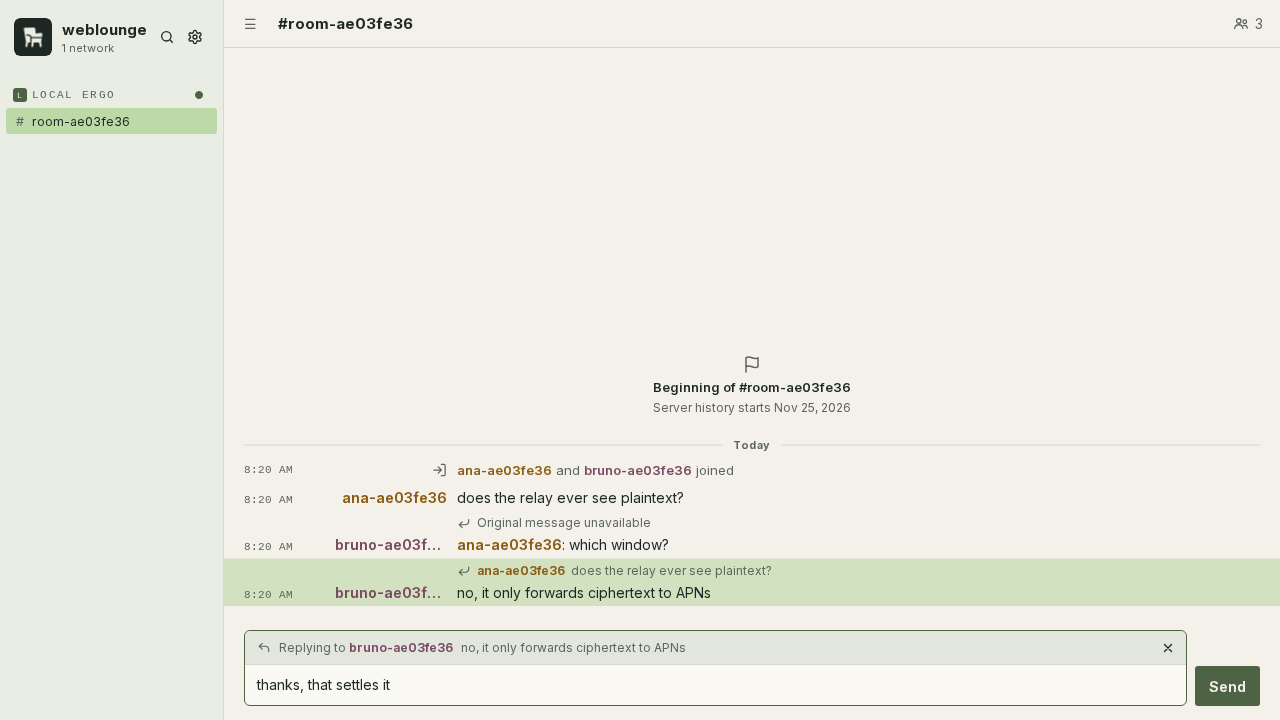 weblounge
1 network
L LOCAL ERGO
# room-ae03fe36
#room-ae03fe36
3
Beginning of #room-ae03fe36
Server history starts Nov 25, 2026
Today
8:20 AM ana-ae03fe36 and bruno-ae03fe36 joined
8:20 AM ana-ae03fe36 does the relay ever see plaintext?
Original message unavailable
8:20 AM bruno-ae03f… ana-ae03fe36: which window?
ana-ae03fe36 does the relay ever see plaintext?
8:20 AM bruno-ae03f… no, it only forwards ciphertext to APNs
Replying to bruno-ae03fe36 no, it only forwards ciphertext to APNs
thanks, that settles it
Send